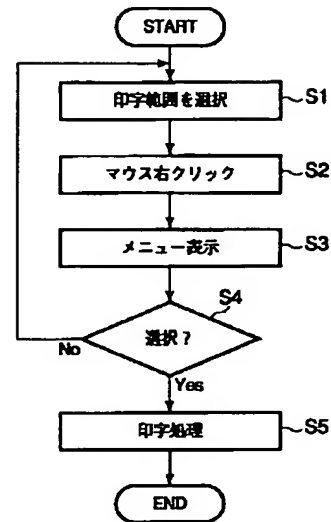 START
印字範囲を選択
S1
マウス右クリック
S2
メニュー表示
S3
S4
選択?
No
Yes
印字処理
S5
END